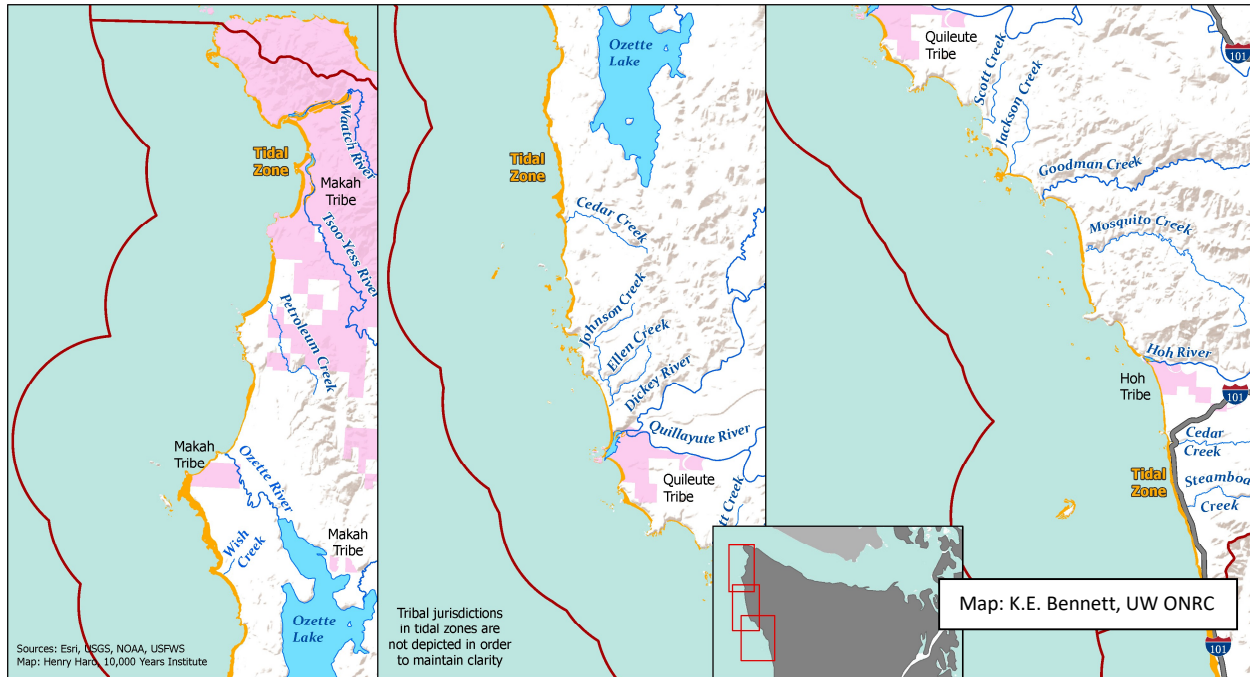 Waatch River
Tidal
Zone
Makah
Tribe
Tsoo-Yess River
Petroleum Creek
Makah
Tribe
Ozette River
Wish
Creek
Makah
Tribe
Ozette
Lake
Sources: Esri, USGS, NOAA, USFWS
Map: Henry Haro, 10,000 Years Institute
Ozette
Lake
Tidal
Zone
Cedar
Creek
Johnson Creek
Ellen Creek
Dickey River
Quillayute River
Quileute
Tribe
tt Creek
Tribal jurisdictions
in tidal zones are
not depicted in order
to maintain clarity
Quileute
Tribe
Scott Creek
Jackson Creek
101
Goodman Creek
Mosquito Creek
Hoh River
Hoh
Tribe
101
Cedar
Creek
Tidal
Zone
Steamboa
Creek
Map: K.E. Bennett, UW ONRC
101